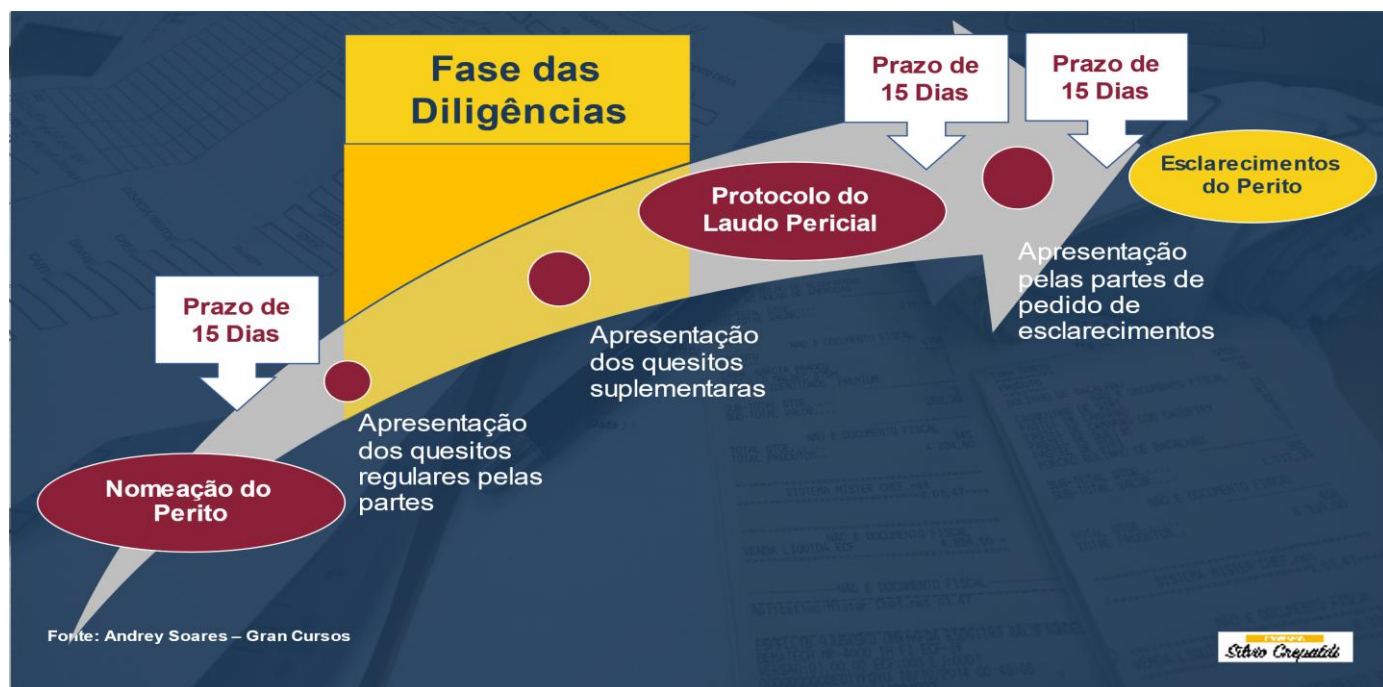 Fase das
Diligências
Prazo de
15 Dias
Prazo de
15 Dias
Esclarecimentos
do Perito
Protocolo do
Laudo Pericial
Apresentação
pelas partes de
pedido de
esclarecimentos
Prazo de
15 Dias
Apresentação
dos quesitos
suplementaras
Apresentação
dos quesitos
regulares pelas
partes
Nomeação do
Perito
Fonte: Andrey Soares – Gran Cursos
Silvio Crepaldi